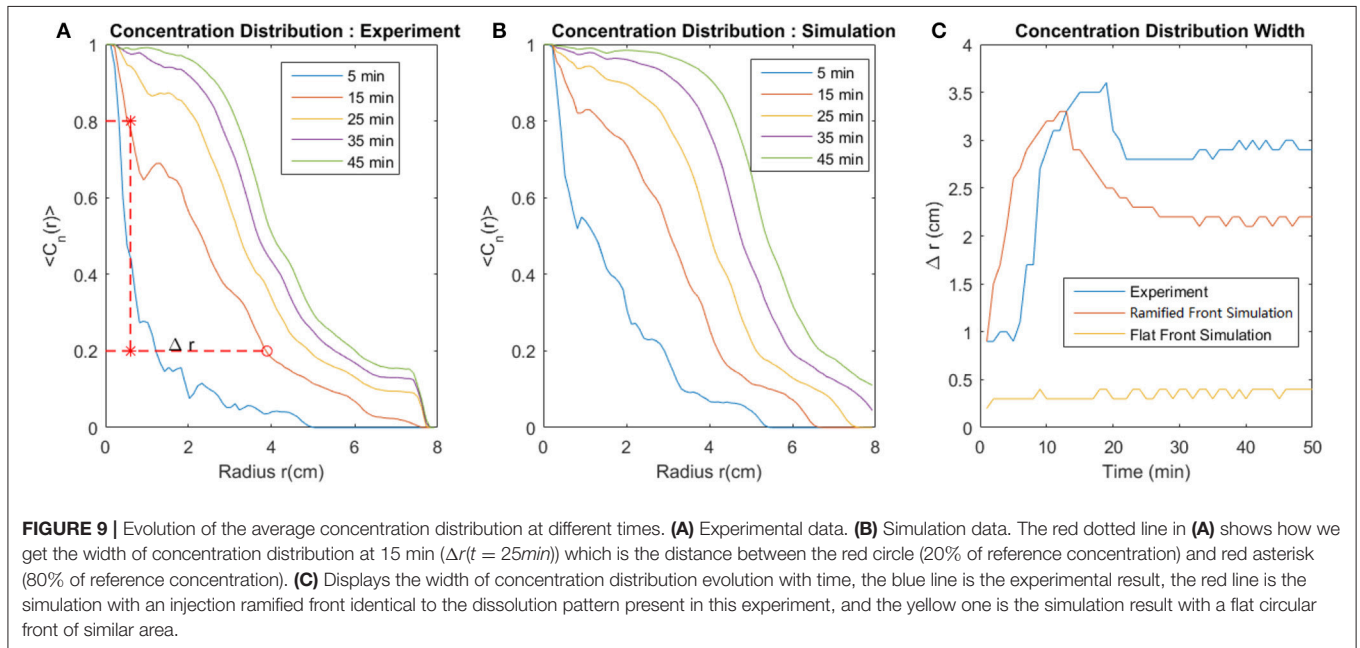 A
Concentration Distribution : Experiment
1
0.8
0.6
0.4
0.2
0
<C_n(r)>
5 min
15 min
25 min
35 min
45 min
Δ r
0 2 4 6 8
Radius r(cm)
B
Concentration Distribution : Simulation
1
0.8
0.6
0.4
0.2
0
<C_n(r)>
5 min
15 min
25 min
35 min
45 min
0 2 4 6 8
Radius r(cm)
C
Concentration Distribution Width
4
3.5
3
2.5
2
1.5
1
0.5
0
Δ r (cm)
Experiment
Ramified Front Simulation
Flat Front Simulation
0 10 20 30 40 50
Time (min)
FIGURE 9 | Evolution of the average concentration distribution at different times. (A) Experimental data. (B) Simulation data. The red dotted line in (A) shows how we
get the width of concentration distribution at 15 min (Δr(t = 25min)) which is the distance between the red circle (20% of reference concentration) and red asterisk
(80% of reference concentration). (C) Displays the width of concentration distribution evolution with time, the blue line is the experimental result, the red line is the
simulation with an injection ramified front identical to the dissolution pattern present in this experiment, and the yellow one is the simulation result with a flat circular
front of similar area.